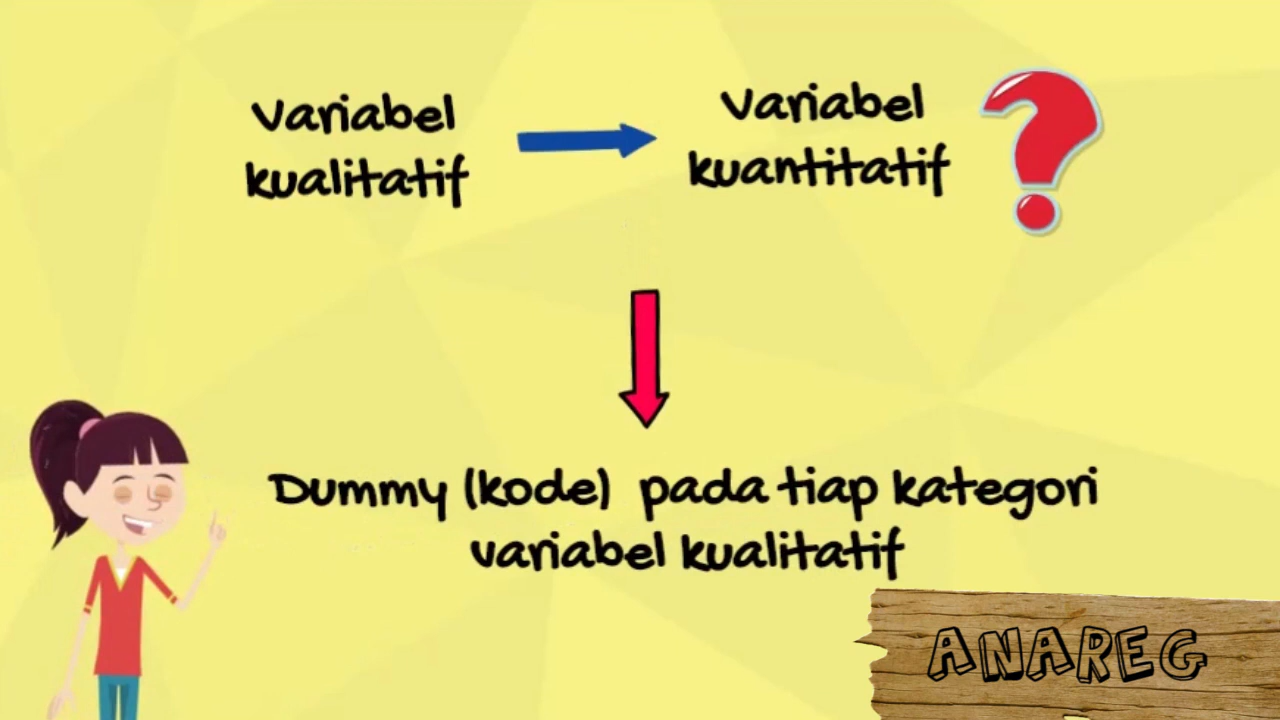 Variabel
kualitatif
Variabel
kuantitatif
?
Dummy (kode) pada tiap kategori
variabel kualitatif
ANAREG